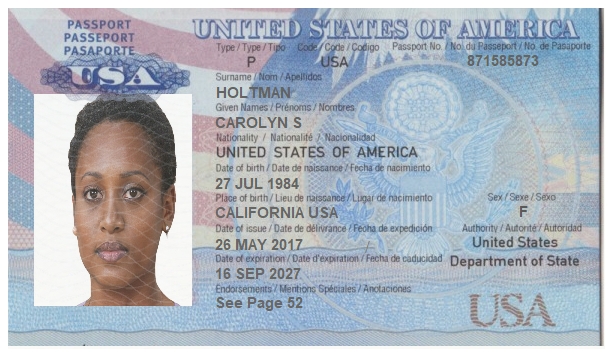 PASSPORT
PASSEPORT
PASAPORTE
USA
UNITED STATES OF AMERICA
Type / Type / Tipo Code / Code / Codigo Passport No. / No. du Passeport / No. de Pasaporte
P USA 871585873
Surname / Nom / Apellidos
HOLTMAN
Given Names / Prénoms / Nombres
CAROLYN S
Nationality / Nationalité / Nacionalidad
UNITED STATES OF AMERICA
Date of birth / Date de naissance / Fecha de nacimiento
27 JUL 1984
Place of birth / Lieu de naissance / Lugar de nacimiento Sex / Sexe / Sexo
CALIFORNIA USA F
Date of issue / Date de délivrance / Fecha de expedición Authority / Autorité / Autoridad
26 MAY 2017 United States
Date of expiration / Date d'expiration / Fecha de caducidad Department of State
16 SEP 2027
Endorsements / Mentions Spéciales / Anotaciones
See Page 52
USA